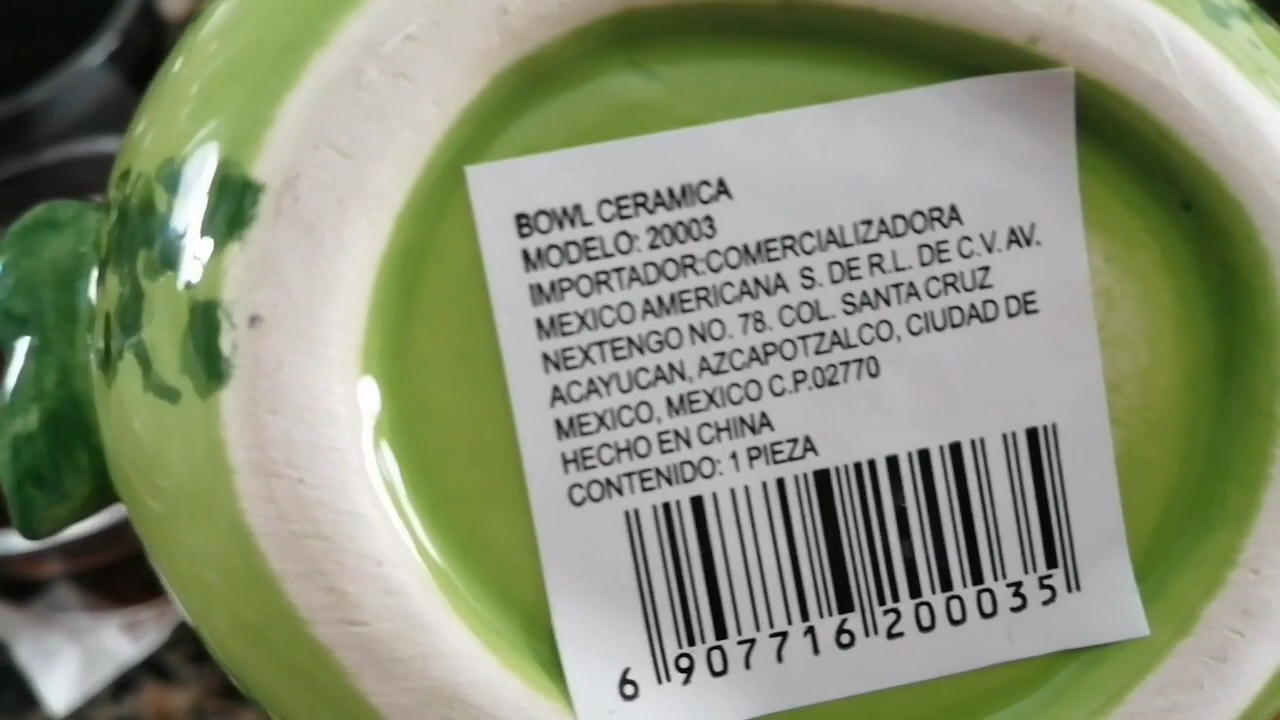 BOWL CERAMICA
MODELO: 20003
IMPORTADOR:COMERCIALIZADORA
MEXICO AMERICANA S. DE R.L. DE C.V. AV.
NEXTENGO NO. 78. COL. SANTA CRUZ
ACAYUCAN, AZCAPOTZALCO, CIUDAD DE
MEXICO, MEXICO C.P.02770
HECHO EN CHINA
CONTENIDO: 1 PIEZA
6 907716 200035